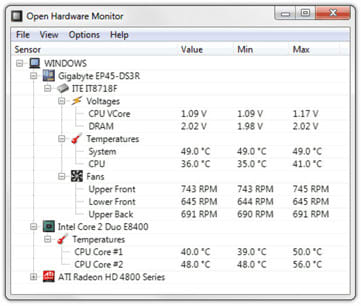 Open Hardware Monitor
File View Options Help
Sensor Value Min Max
WINDOWS
Gigabyte EP45-DS3R
ITE IT8718F
Voltages
CPU VCore 1.09 V 1.09 V 1.17 V
DRAM 2.02 V 1.98 V 2.02 V
Temperatures
System 49.0 °C 49.0 °C 49.0 °C
CPU 36.0 °C 35.0 °C 41.0 °C
Fans
Upper Front 743 RPM 743 RPM 745 RPM
Lower Front 645 RPM 644 RPM 645 RPM
Upper Back 691 RPM 690 RPM 691 RPM
Intel Core 2 Duo E8400
Temperatures
CPU Core #1 40.0 °C 39.0 °C 50.0 °C
CPU Core #2 48.0 °C 48.0 °C 56.0 °C
ATI Radeon HD 4800 Series